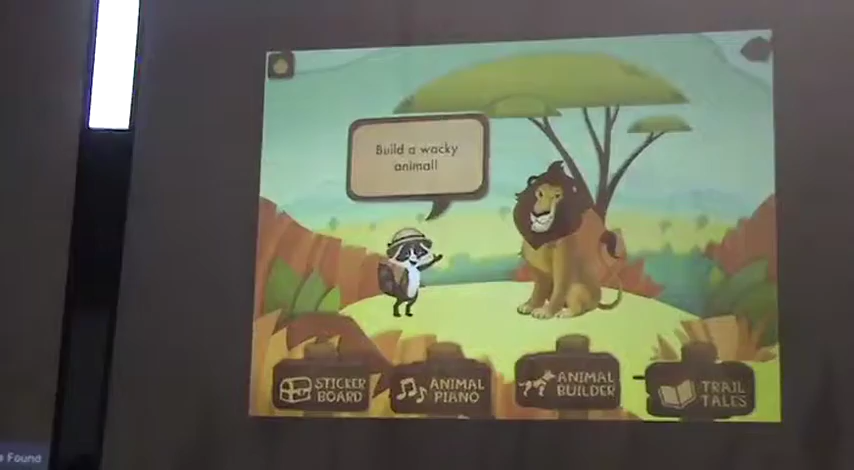 Build a wacky
animal!
STICKER
BOARD
ANIMAL
PIANO
ANIMAL
BUILDER
TRAIL
TALES
Found